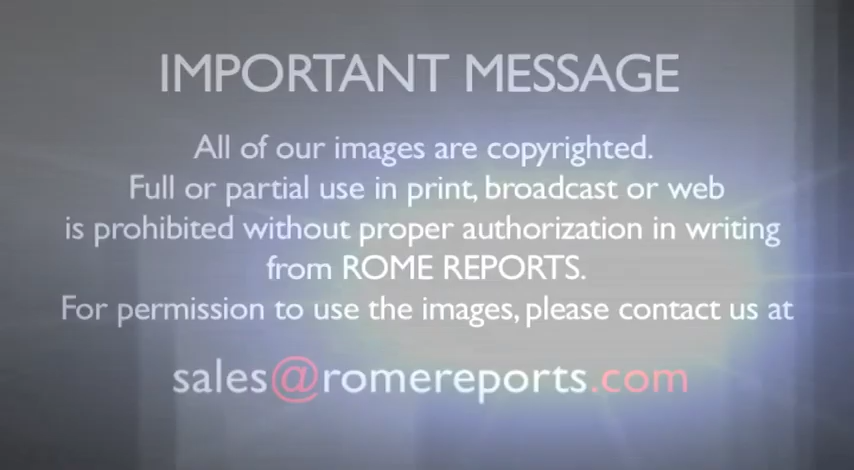 IMPORTANT MESSAGE
All of our images are copyrighted.
Full or partial use in print, broadcast or web
is prohibited without proper authorization in writing
from ROME REPORTS.
For permission to use the images, please contact us at
sales@romereports.com